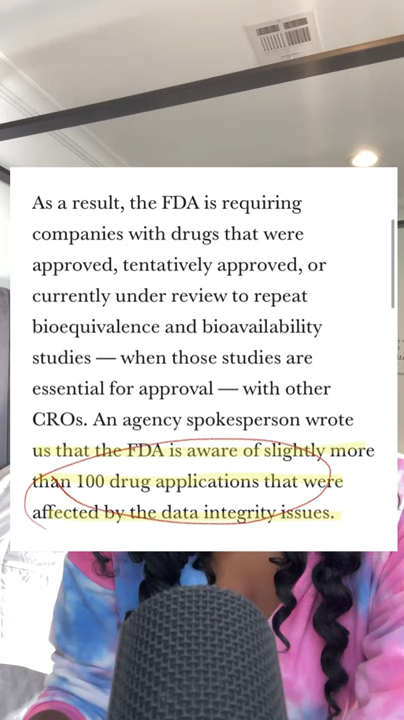 As a result, the FDA is requiring
companies with drugs that were
approved, tentatively approved, or
currently under review to repeat
bioequivalence and bioavailability
studies — when those studies are
essential for approval — with other
CROs. An agency spokesperson wrote
us that the FDA is aware of slightly more
than 100 drug applications that were
affected by the data integrity issues.